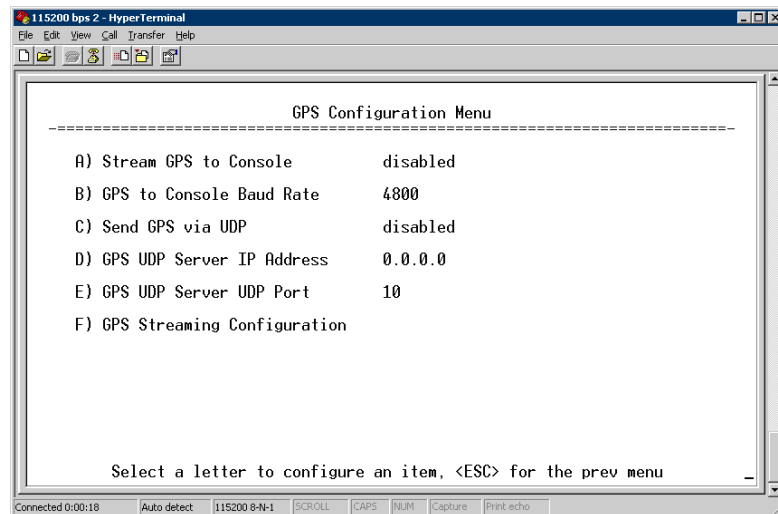 115200 bps 2 - HyperTerminal
File Edit View Call Transfer Help
GPS Configuration Menu
-==========================================================================-
A) Stream GPS to Console disabled
B) GPS to Console Baud Rate 4800
C) Send GPS via UDP disabled
D) GPS UDP Server IP Address 0.0.0.0
E) GPS UDP Server UDP Port 10
F) GPS Streaming Configuration
Select a letter to configure an item, <ESC> for the prev menu _
Connected 0:00:18 Auto detect 115200 8-N-1 SCROLL CAPS NUM Capture Print echo